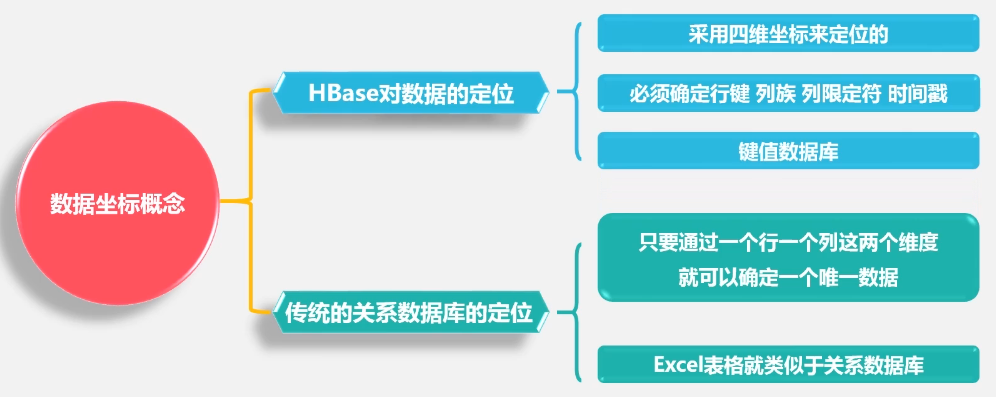 数据坐标概念
HBase对数据的定位
采用四维坐标来定位的
必须确定行键 列族 列限定符 时间戳
键值数据库
传统的关系数据库的定位
只要通过一个行一个列这两个维度
就可以确定一个唯一数据
Excel表格就类似于关系数据库